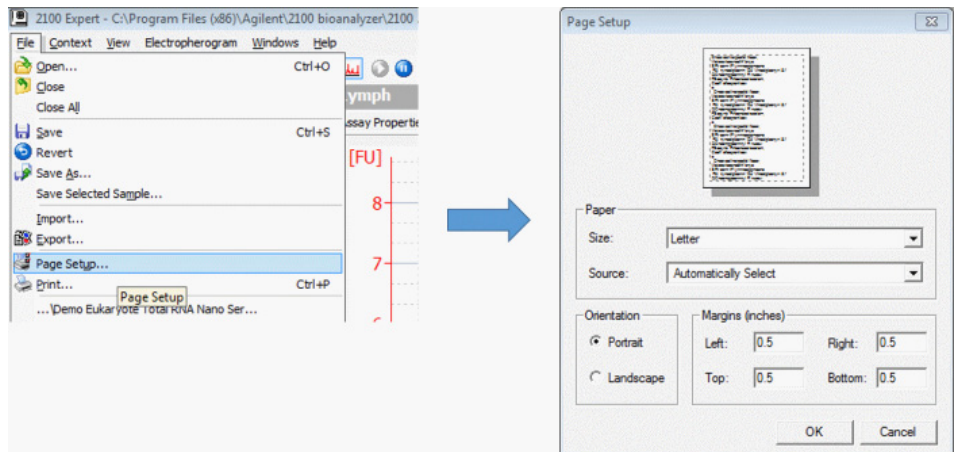 2100 Expert - C:\Program Files (x86)\Agilent\2100 bioanalyzer\2100
File Context View Electropherogram Windows Help
Open... Ctrl+O
Close
Close All
Save Ctrl+S
Revert
Save As...
Save Selected Sample...
Import...
Export...
Page Setup...
Print... Ctrl+P
Page Setup
...\Demo Eukaryote Total RNA Nano Ser...
ymph
ssay Propertie
[FU]
8
7
Page Setup
Paper
Size: Letter
Source: Automatically Select
Orientation
Portrait
Landscape
Margins (inches)
Left: 0.5 Right: 0.5
Top: 0.5 Bottom: 0.5
OK Cancel